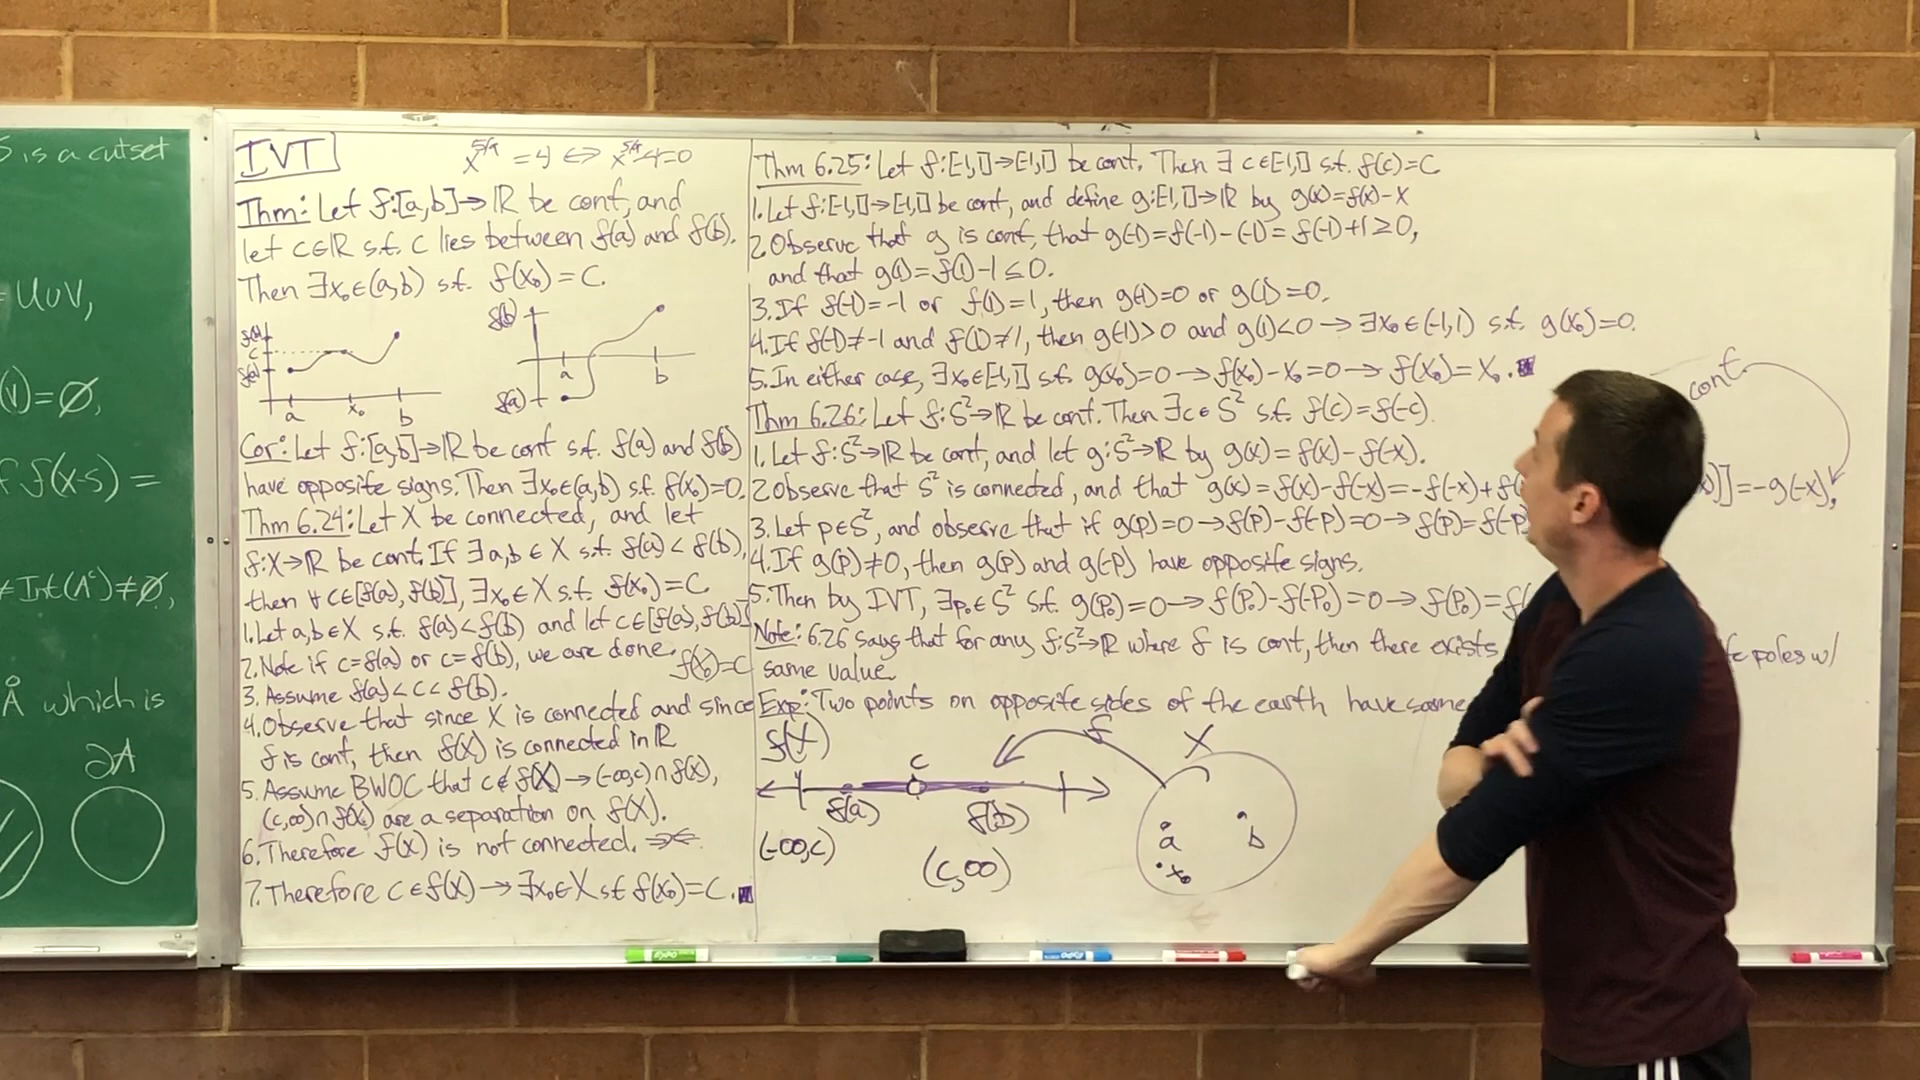 S is a cutset
= U∪V,
(V)=∅,
f f(x-s) =
≠ Int(Aᶜ)≠∅,
Å which is
∂A
IVT
x^5/π = 4 ⟺ x^5/π-4=0
Thm: Let f:[a,b]→ℝ be cont, and
let c∈ℝ s.t. c lies between f(a) and f(b).
Then ∃x₀∈(a,b) s.t. f(x₀)=c.
f(b)
c
f(a)
a
x₀
b
f(b)
f(a)
a
b
Cor: Let f:[a,b]→ℝ be cont s.t. f(a) and f(b)
have opposite signs. Then ∃x₀∈(a,b) s.t. f(x₀)=0.
Thm 6.24: Let X be connected, and let
f:X→ℝ be cont. If ∃a,b∈X s.t. f(a)<f(b),
then ∀c∈[f(a),f(b)], ∃x₀∈X s.t. f(x₀)=c
1. Let a,b∈X s.t. f(a)<f(b) and let c∈[f(a),f(b)]
2. Note if c=f(a) or c=f(b), we are done.
f(x₀)=c
3. Assume f(a)<c<f(b).
4. Observe that since X is connected and since
f is cont, then f(X) is connected in ℝ
5. Assume BWOC that c∉f(X)→(-∞,c)∩f(X),
(c,∞)∩f(X) are a separation on f(X).
6. Therefore f(X) is not connected. →←
7. Therefore c∈f(X)→∃x₀∈X s.t. f(x₀)=c. ■
Thm 6.25: Let f:[-1,1]→[-1,1] be cont. Then ∃ c∈[-1,1] s.t. f(c)=c
1. Let f:[-1,1]→[-1,1] be cont, and define g:[-1,1]→ℝ by g(x)=f(x)-x
2. Observe that g is cont, that g(-1)=f(-1)-(-1)=f(-1)+1≥0,
and that g(1)=f(1)-1≤0.
3. If f(-1)=-1 or f(1)=1, then g(-1)=0 or g(1)=0.
4. If f(-1)≠-1 and f(1)≠1, then g(-1)>0 and g(1)<0→∃x₀∈(-1,1) s.t. g(x₀)=0.
5. In either case, ∃x₀∈[-1,1] s.t. g(x₀)=0→f(x₀)-x₀=0→f(x₀)=x₀. ■
cont
Thm 6.26: Let f:S²→ℝ be cont. Then ∃c∈S² s.t. f(c)=f(-c).
1. Let f:S²→ℝ be cont, and let g:S²→ℝ by g(x)=f(x)-f(-x).
2. Observe that S² is connected, and that g(x)=f(x)-f(-x)=-f(-x)+f( )]=-g(-x),
3. Let p∈S², and observe that if g(p)=0→f(p)-f(-p)=0→f(p)=f(-p
4. If g(p)≠0, then g(p) and g(-p) have opposite signs.
5. Then by IVT, ∃p₀∈S² s.t. g(p₀)=0→f(p₀)-f(-p₀)=0→f(p₀)=f(
Note: 6.26 says that for any f:S²→ℝ where f is cont, then there exists poles w/
same value.
Exp: Two points on opposite sides of the earth have same
f(X)
f
X
c
f(a)
f(b)
(-∞,c)
(c,∞)
a
b
x₀
EXPO